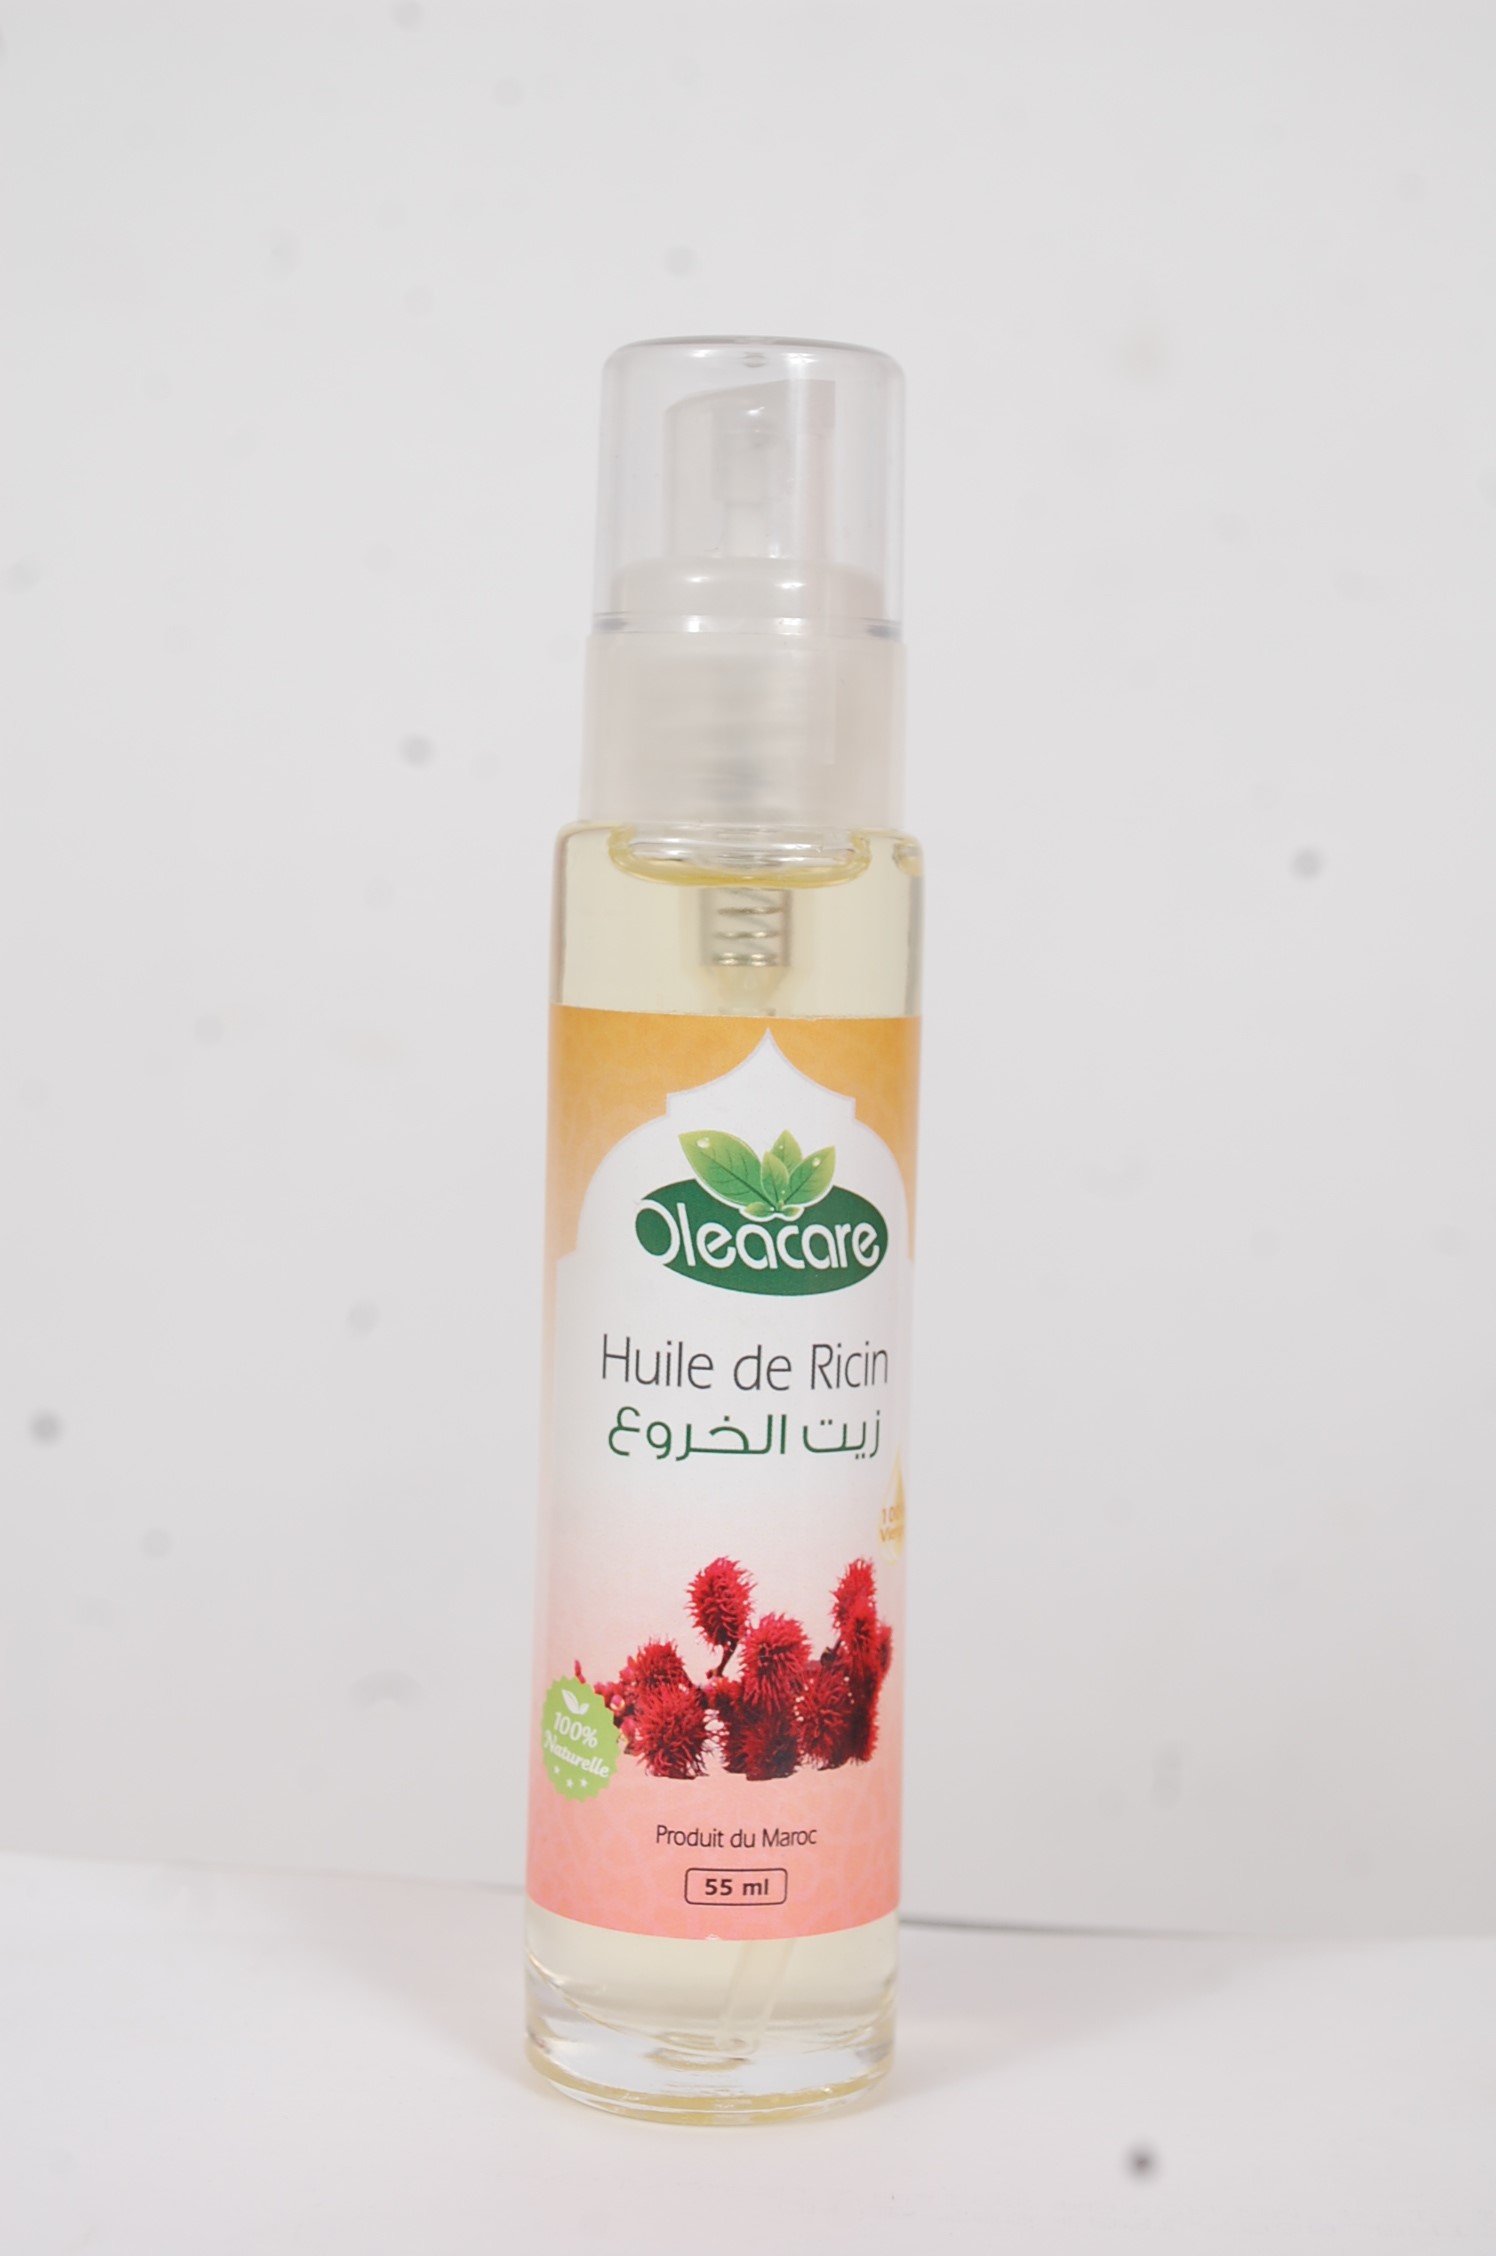 Oleacare
Huile de Ricin
زيت الخروع
100%
Naturelle
Produit du Maroc
55 ml